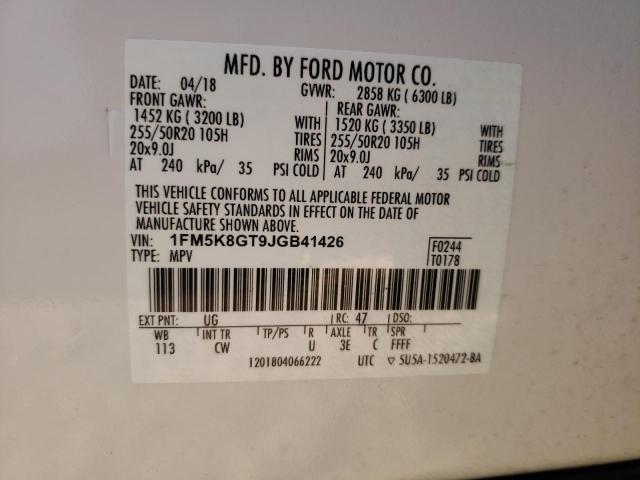 MFD. BY FORD MOTOR CO.
DATE: 04/18 GVWR: 2858 KG ( 6300 LB)
FRONT GAWR: REAR GAWR:
1452 KG ( 3200 LB) WITH 1520 KG ( 3350 LB) WITH
255/50R20 105H TIRES 255/50R20 105H TIRES
20x9.0J RIMS 20x9.0J RIMS
AT 240 kPa/ 35 PSI COLD AT 240 kPa/ 35 PSI COLD
THIS VEHICLE CONFORMS TO ALL APPLICABLE FEDERAL MOTOR
VEHICLE SAFETY STANDARDS IN EFFECT ON THE DATE OF
MANUFACTURE SHOWN ABOVE.
VIN: 1FM5K8GT9JGB41426 F0244
TYPE: MPV T0178
EXT PNT: UG RC: 47 DSO:
WB INT TR TP/PS R AXLE TR SPR
113 CW U 3E C FFFF
1201804066222 UTC ▽ 5U5A-1520472-BA